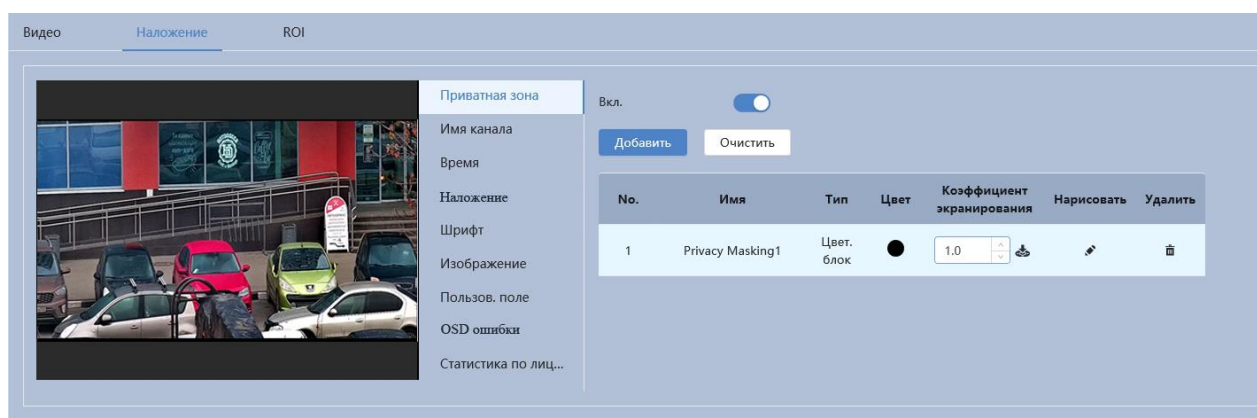 Видео Наложение ROI
Приватная зона
Имя канала
Время
Наложение
Шрифт
Изображение
Пользов. поле
OSD ошибки
Статистика по лиц...
Вкл.
Добавить Очистить
No. Имя Тип Цвет Коэффициент экранирования Нарисовать Удалить
1 Privacy Masking1 Цвет. блок 1.0